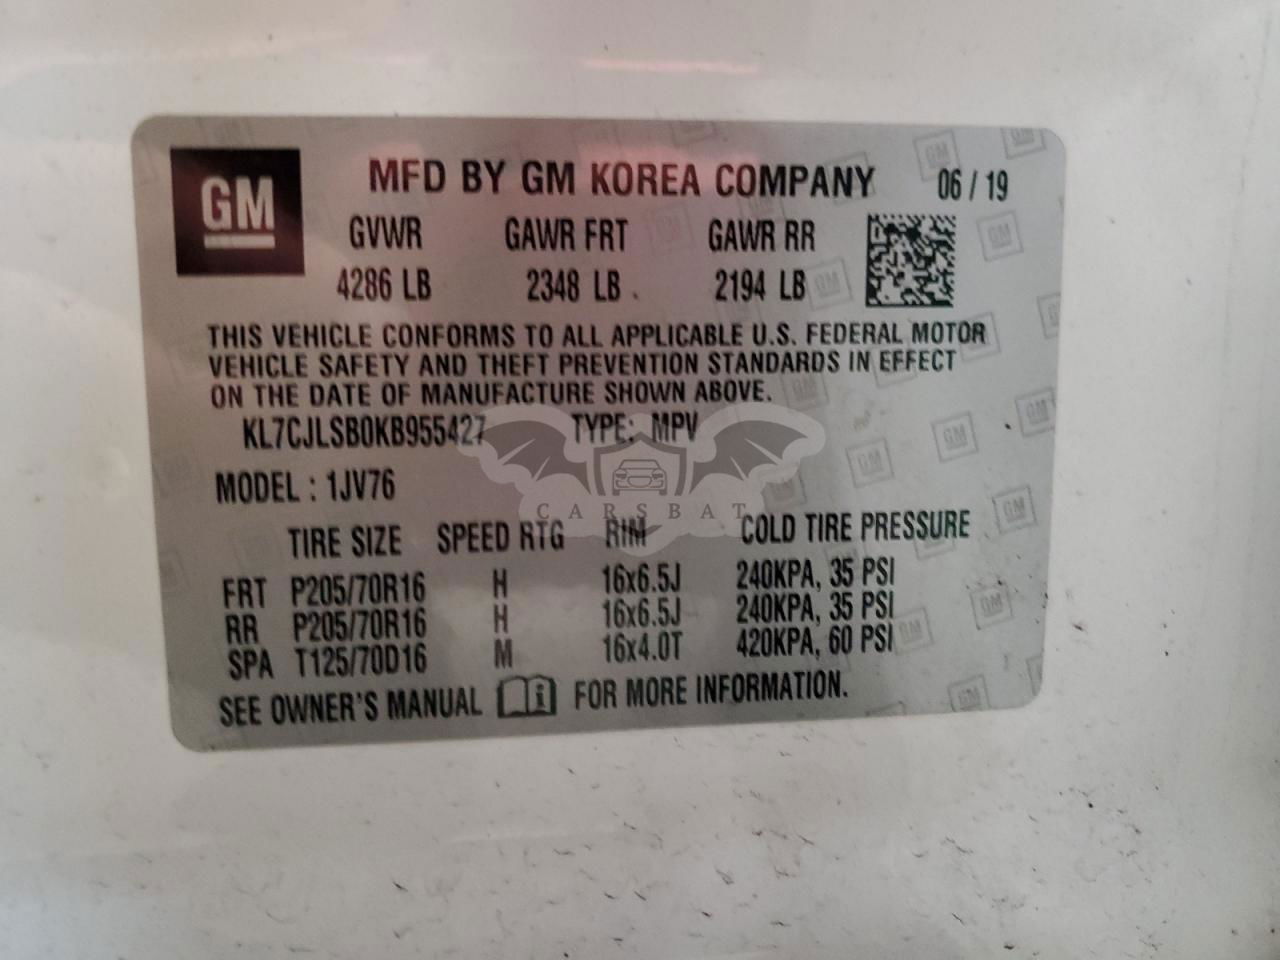 GM
MFD BY GM KOREA COMPANY 06 / 19
GVWR GAWR FRT GAWR RR
4286 LB 2348 LB 2194 LB
THIS VEHICLE CONFORMS TO ALL APPLICABLE U.S. FEDERAL MOTOR
VEHICLE SAFETY AND THEFT PREVENTION STANDARDS IN EFFECT
ON THE DATE OF MANUFACTURE SHOWN ABOVE.
KL7CJLSB0KB955427 TYPE: MPV
MODEL : 1JV76
CARSBAT
TIRE SIZE SPEED RTG RIM COLD TIRE PRESSURE
FRT P205/70R16 H 16x6.5J 240KPA, 35 PSI
RR P205/70R16 H 16x6.5J 240KPA, 35 PSI
SPA T125/70D16 M 16x4.0T 420KPA, 60 PSI
SEE OWNER'S MANUAL FOR MORE INFORMATION.